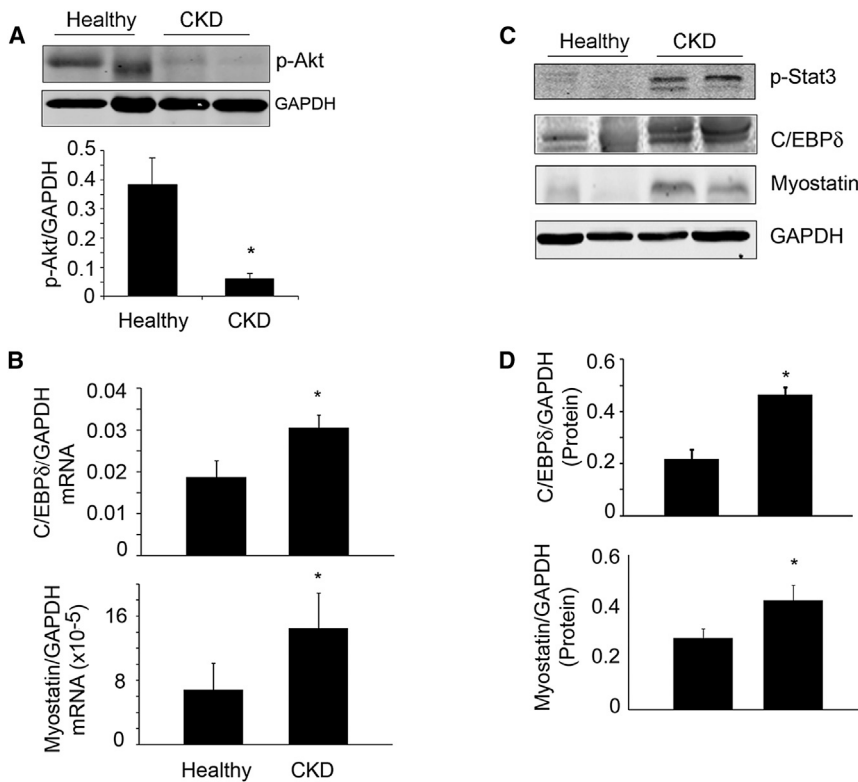 A
Healthy CKD
p-Akt
GAPDH
p-Akt/GAPDH
0.5
0.4
0.3
0.2
0.1
0
*
Healthy CKD
B
C/EBPδ/GAPDH
mRNA
0.04
0.03
0.02
0.01
0
*
Myostatin/GAPDH
mRNA (x10-5)
16
8
0
*
Healthy CKD
C
Healthy CKD
p-Stat3
C/EBPδ
Myostatin
GAPDH
D
C/EBPδ/GAPDH
(Protein)
0.6
0.4
0.2
0
*
Myostatin/GAPDH
(Protein)
0.6
0.4
0.2
0
*